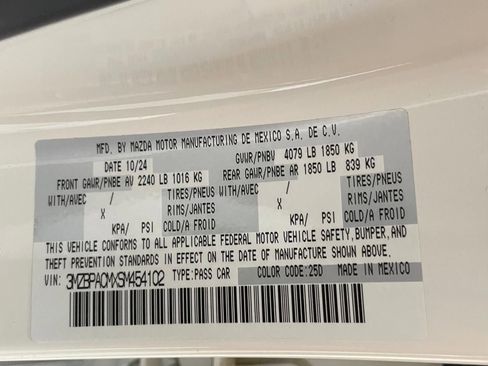 MFD. BY MAZDA MOTOR MANUFACTURING DE MEXICO S.A. DE C.V.
DATE 10/24 GVWR/PNBV 4079 LB 1850 KG
FRONT GAWR/PNBE AV 2240 LB 1016 KG REAR GAWR/PNBE AR 1850 LB 839 KG
WITH/AVEC / TIRES/PNEUS WITH/AVEC / TIRES/PNEUS
X RIMS/JANTES X RIMS/JANTES
KPA/ PSI COLD/A FROID KPA/ PSI COLD/A FROID
THIS VEHICLE CONFORMS TO ALL APPLICABLE FEDERAL MOTOR VEHICLE SAFETY, BUMPER, AND
THEFT PREVENTION STANDARDS IN EFFECT ON THE DATE OF MANUFACTURE SHOWN ABOVE.
VIN: 3MZBPACMXSM454102 TYPE:PASS CAR COLOR CODE:25D MADE IN MEXICO